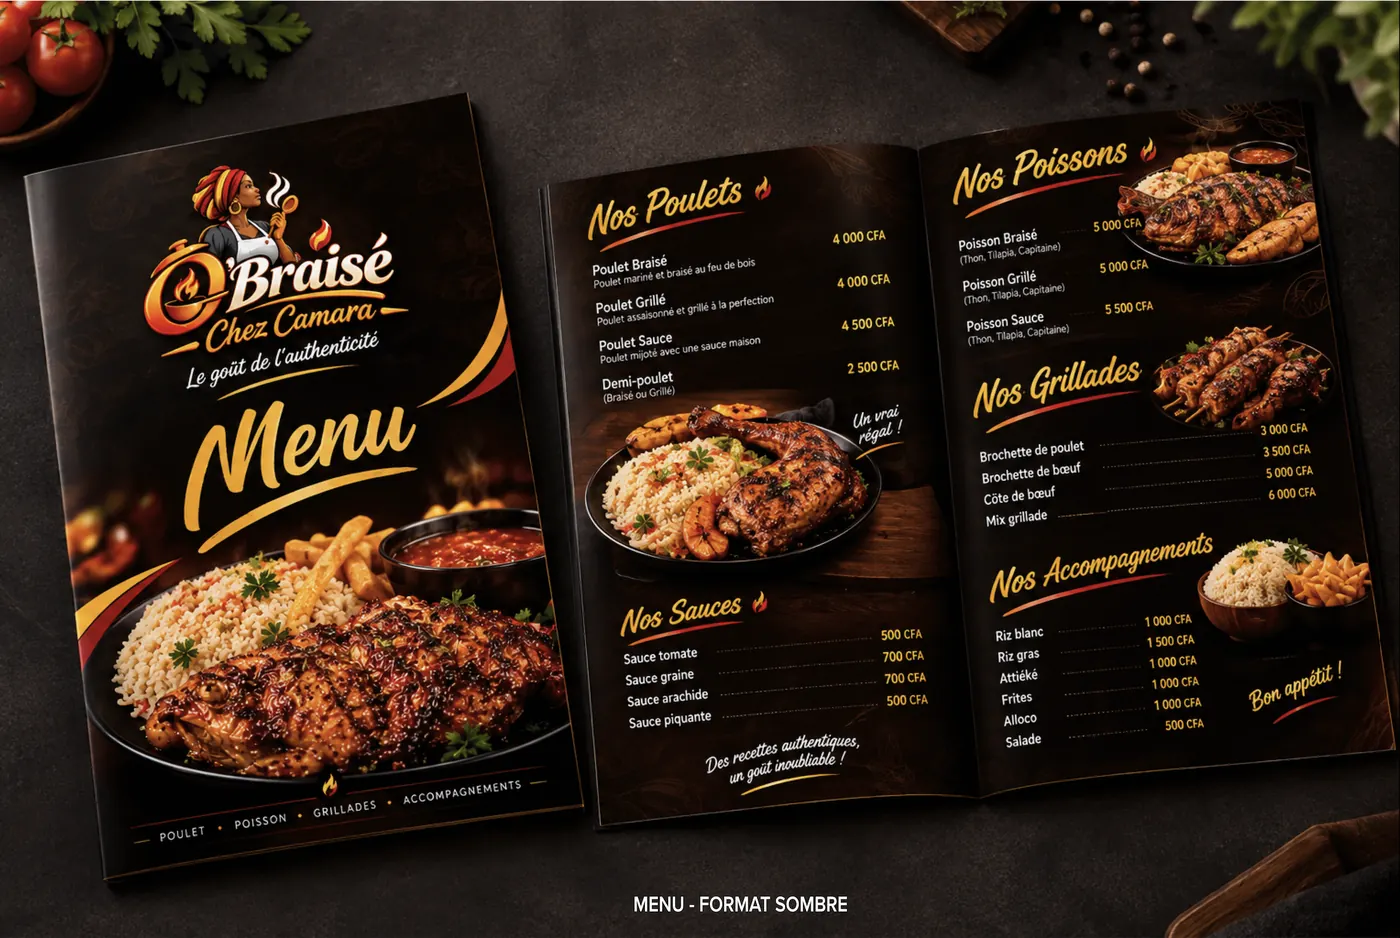 Ô'Braisé
Chez Camara
Le goût de l'authenticité
Menu
POULET • POISSON • GRILLADES • ACCOMPAGNEMENTS
Nos Poulets
Poulet Braisé 4 000 CFA
Poulet mariné et braisé au feu de bois
Poulet Grillé 4 000 CFA
Poulet assaisonné et grillé à la perfection
Poulet Sauce 4 500 CFA
Poulet mijoté avec une sauce maison
Demi-poulet 2 500 CFA
(Braisé ou Grillé)
Un vrai
régal !
Nos Sauces
Sauce tomate 500 CFA
Sauce graine 700 CFA
Sauce arachide 700 CFA
Sauce piquante 500 CFA
Des recettes authentiques,
un goût inoubliable !
Nos Poissons
Poisson Braisé 5 000 CFA
(Thon, Tilapia, Capitaine)
Poisson Grillé 5 000 CFA
(Thon, Tilapia, Capitaine)
Poisson Sauce 5 500 CFA
(Thon, Tilapia, Capitaine)
Nos Grillades
Brochette de poulet 3 000 CFA
Brochette de bœuf 3 500 CFA
Côte de bœuf 5 000 CFA
Mix grillade 6 000 CFA
Nos Accompagnements
Riz blanc 1 000 CFA
Riz gras 1 500 CFA
Attiéké 1 000 CFA
Frites 1 000 CFA
Alloco 1 000 CFA
Salade 500 CFA
Bon appétit !
MENU - FORMAT SOMBRE